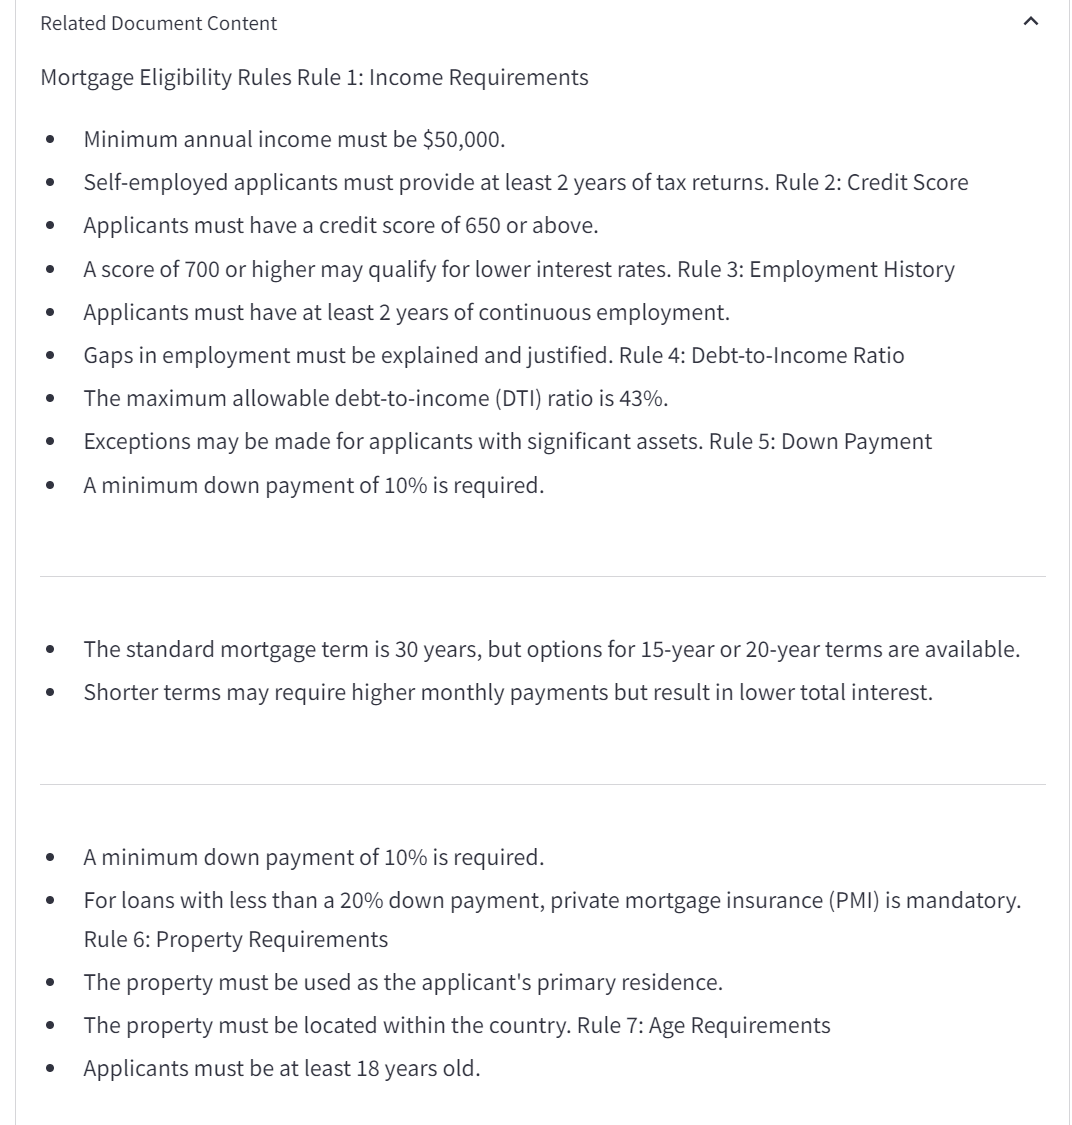 Related Document Content
Mortgage Eligibility Rules Rule 1: Income Requirements
• Minimum annual income must be $50,000.
• Self-employed applicants must provide at least 2 years of tax returns. Rule 2: Credit Score
• Applicants must have a credit score of 650 or above.
• A score of 700 or higher may qualify for lower interest rates. Rule 3: Employment History
• Applicants must have at least 2 years of continuous employment.
• Gaps in employment must be explained and justified. Rule 4: Debt-to-Income Ratio
• The maximum allowable debt-to-income (DTI) ratio is 43%.
• Exceptions may be made for applicants with significant assets. Rule 5: Down Payment
• A minimum down payment of 10% is required.
• The standard mortgage term is 30 years, but options for 15-year or 20-year terms are available.
• Shorter terms may require higher monthly payments but result in lower total interest.
• A minimum down payment of 10% is required.
• For loans with less than a 20% down payment, private mortgage insurance (PMI) is mandatory.
Rule 6: Property Requirements
• The property must be used as the applicant's primary residence.
• The property must be located within the country. Rule 7: Age Requirements
• Applicants must be at least 18 years old.